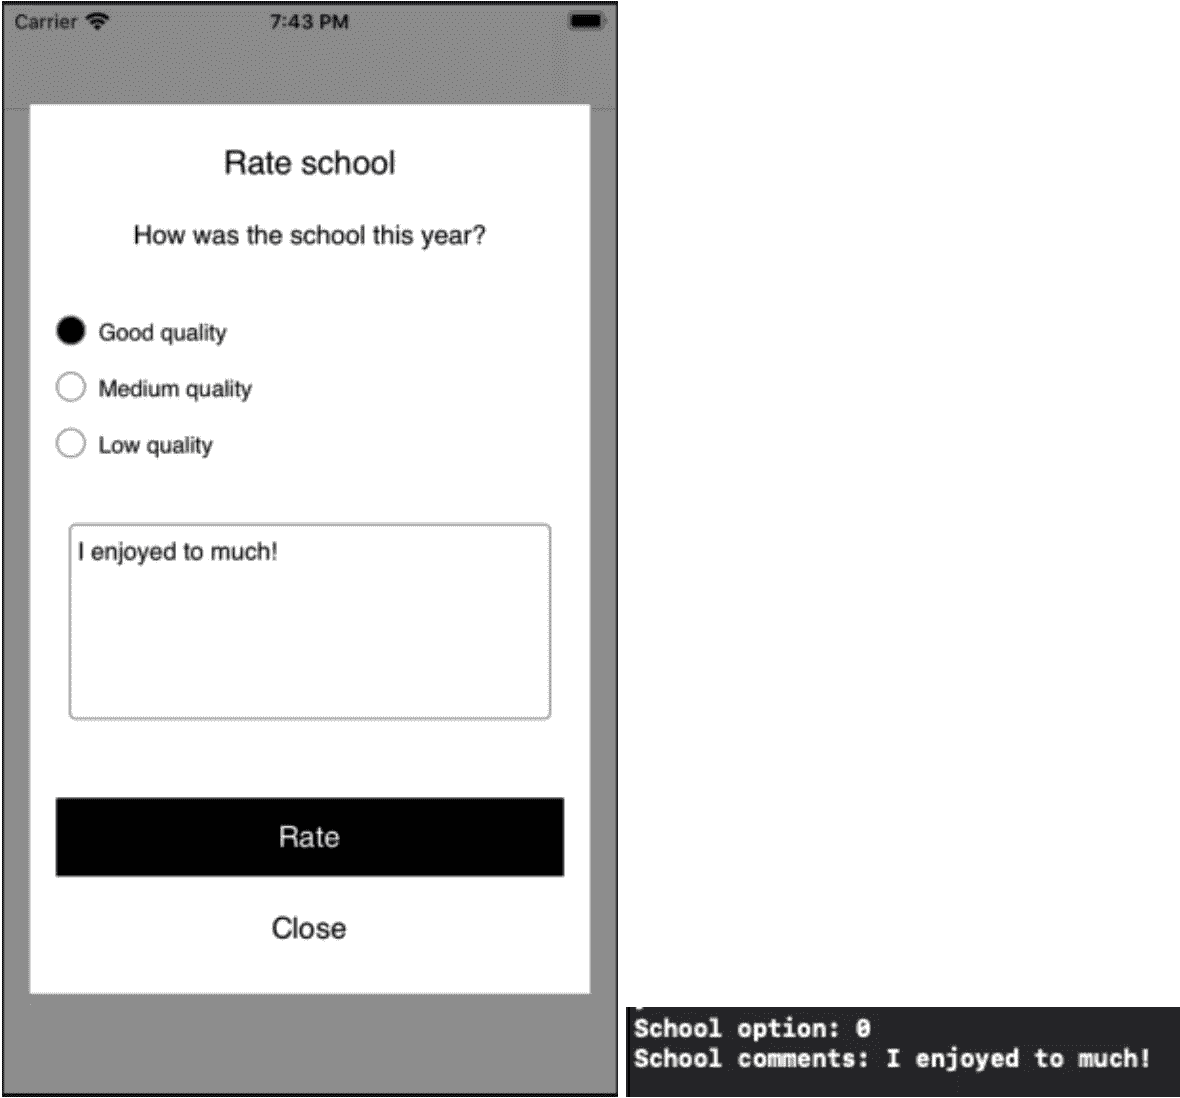 Carrier 7:43 PM
Rate school
How was the school this year?
Good quality
Medium quality
Low quality
I enjoyed to much!
Rate
Close
School option: 0
School comments: I enjoyed to much!